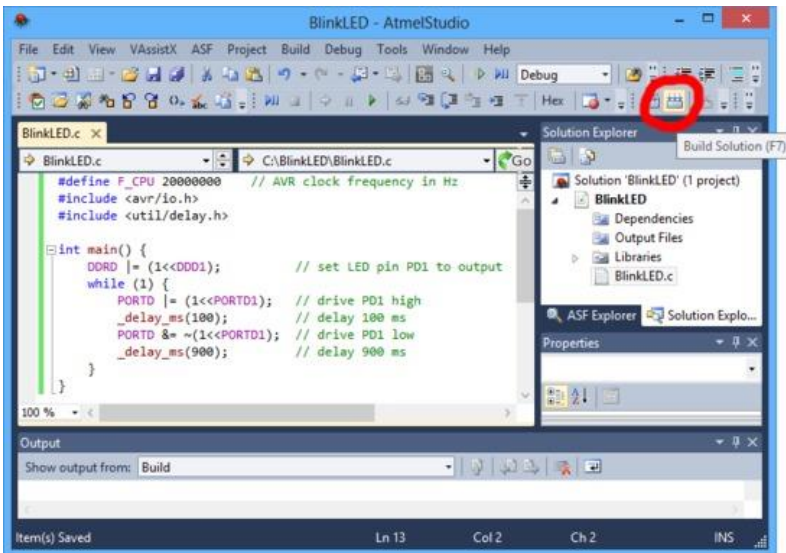 BlinkLED - AtmelStudio
File Edit View VAssistX ASF Project Build Debug Tools Window Help
Debug
Hex
BlinkLED.c
BlinkLED.c C:\BlinkLED\BlinkLED.c Go
#define F_CPU 20000000 // AVR clock frequency in Hz
#include <avr/io.h>
#include <util/delay.h>
int main() {
DDRD |= (1<<DDD1); // set LED pin PD1 to output
while (1) {
PORTD |= (1<<PORTD1); // drive PD1 high
_delay_ms(100); // delay 100 ms
PORTD &= ~(1<<PORTD1); // drive PD1 low
_delay_ms(900); // delay 900 ms
}
}
100 %
Solution Explorer
Build Solution (F7)
Solution 'BlinkLED' (1 project)
BlinkLED
Dependencies
Output Files
Libraries
BlinkLED.c
ASF Explorer Solution Explo...
Properties
Output
Show output from: Build
Item(s) Saved Ln 13 Col 2 Ch 2 INS